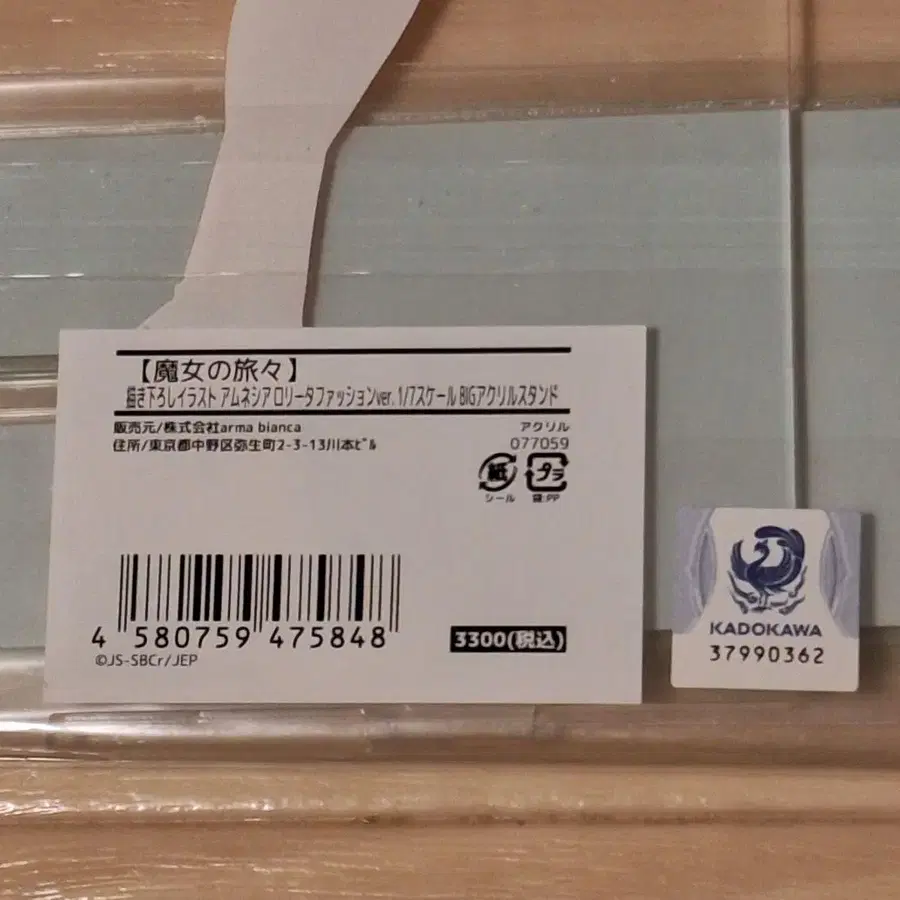 【魔女の旅々】
描き下ろしイラスト アムネシア ロリータファッションver. 1/7スケール BIGアクリルスタンド
販売元/株式会社arma bianca
住所/東京都中野区弥生町2-3-13川本ビル
アクリル
077059
紙
プラ
シール
袋:PP
4 580759 475848
3300(税込)
©JS-SBCr/JEP
KADOKAWA
37990362